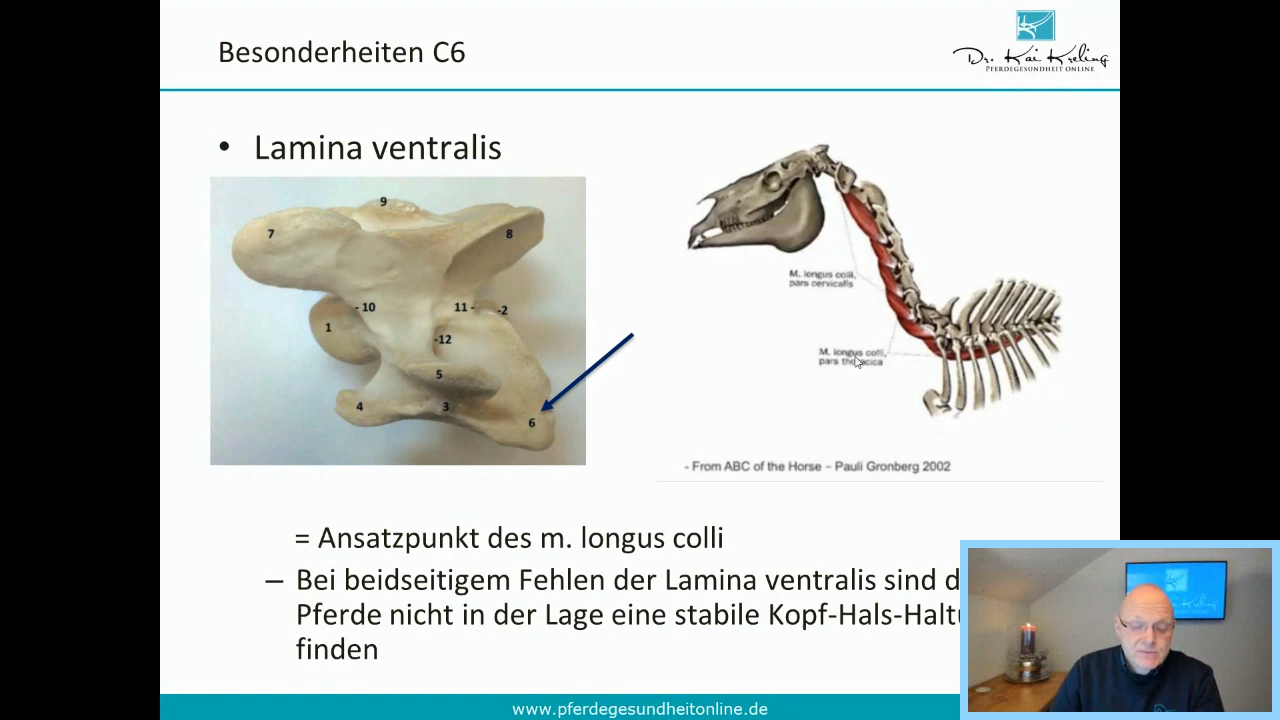 Besonderheiten C6
Dr. Kai Kreling
PFERDEGESUNDHEIT ONLINE
• Lamina ventralis
9
7
8
- 10
11 -
-2
1
-12
5
4
3
6
M. longus colli,
pars cervicalis
M. longus colli,
pars thoracica
- From ABC of the Horse – Pauli Gronberg 2002
= Ansatzpunkt des m. longus colli
– Bei beidseitigem Fehlen der Lamina ventralis sind d
Pferde nicht in der Lage eine stabile Kopf-Hals-Haltu
finden
www.pferdegesundheitonline.de